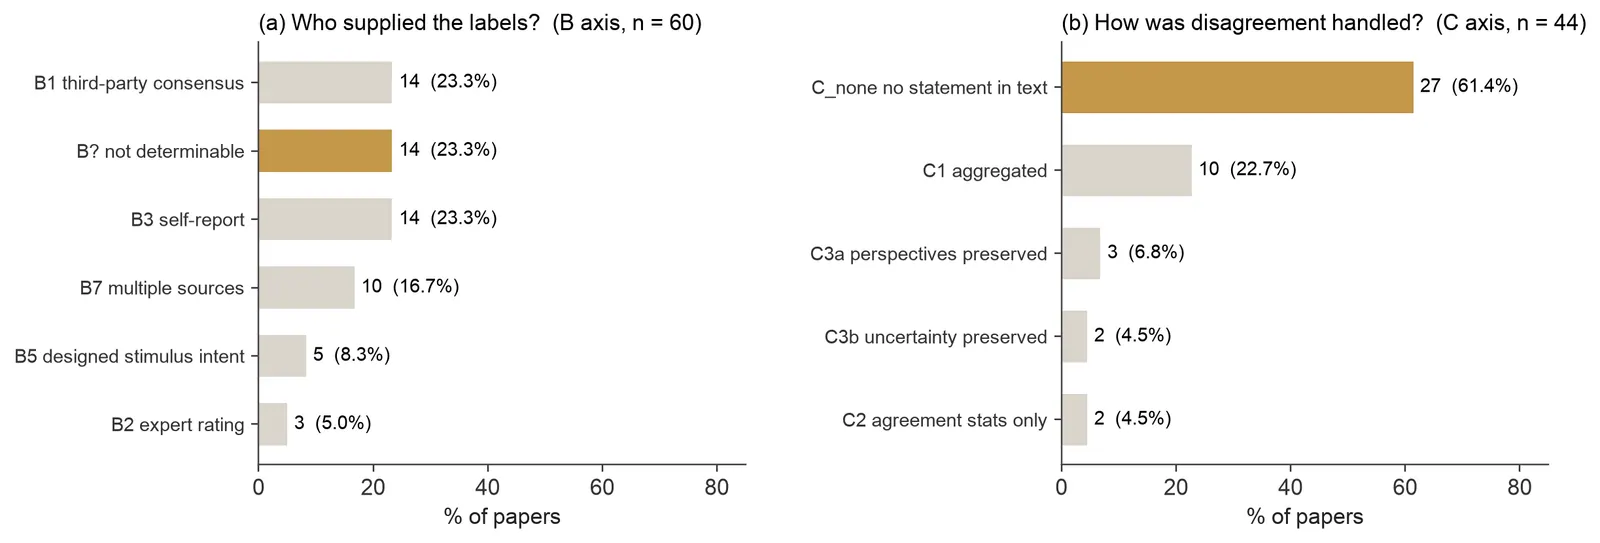 (a) Who supplied the labels? (B axis, n = 60)
B1 third-party consensus 14 (23.3%)
B? not determinable 14 (23.3%)
B3 self-report 14 (23.3%)
B7 multiple sources 10 (16.7%)
B5 designed stimulus intent 5 (8.3%)
B2 expert rating 3 (5.0%)
0 20 40 60 80
% of papers
(b) How was disagreement handled? (C axis, n = 44)
C_none no statement in text 27 (61.4%)
C1 aggregated 10 (22.7%)
C3a perspectives preserved 3 (6.8%)
C3b uncertainty preserved 2 (4.5%)
C2 agreement stats only 2 (4.5%)
0 20 40 60 80
% of papers